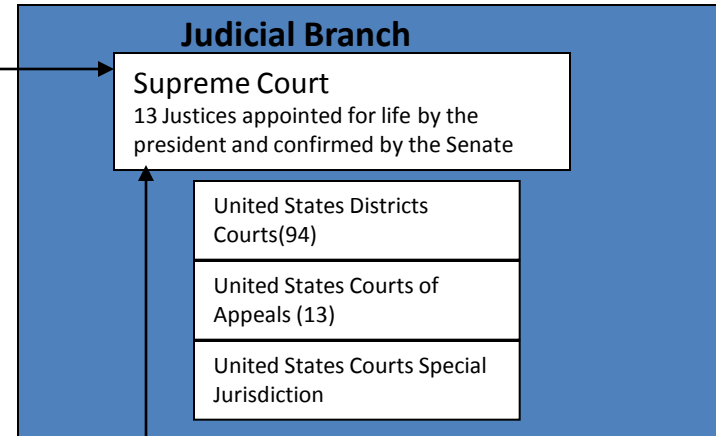 Judicial Branch
Supreme Court
13 Justices appointed for life by the
president and confirmed by the Senate
United States Districts
Courts(94)
United States Courts of
Appeals (13)
United States Courts Special
Jurisdiction